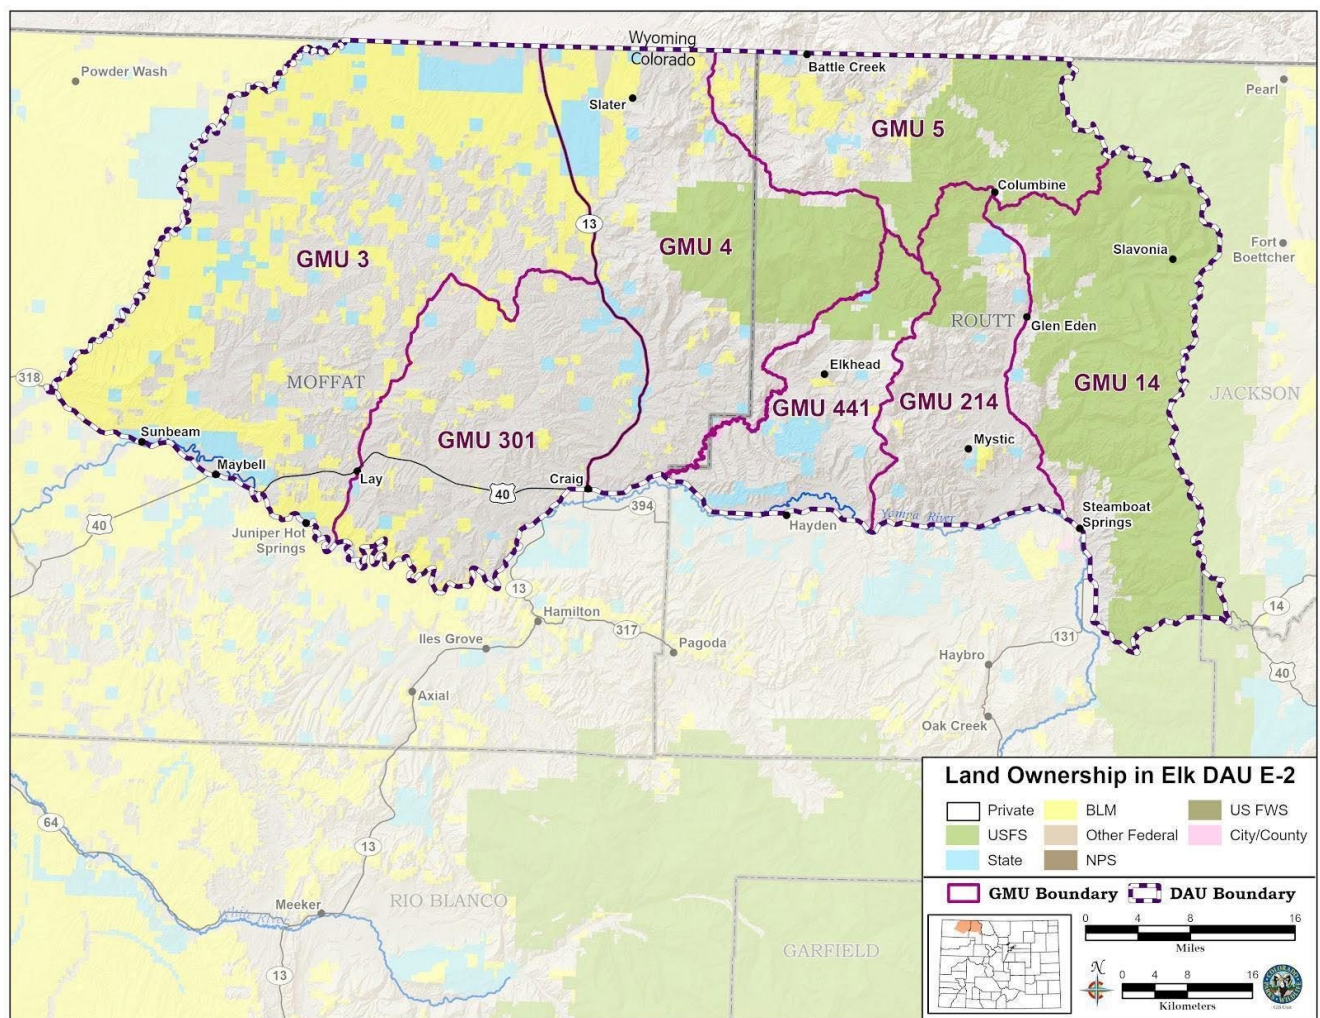 Wyoming
Colorado
Powder Wash
Battle Creek
Pearl
Slater
GMU 5
Columbine
13
GMU 3
GMU 4
Slavonia
Fort
Boettcher
ROUTT
Glen Eden
318
MOFFAT
Elkhead
GMU 14
JACKSON
GMU 441
GMU 214
Sunbeam
GMU 301
Mystic
Maybell
Lay
Craig
40
394
Steamboat
Springs
40
Juniper Hot
Springs
Hayden
Yampa River
13
Hamilton
14
Iles Grove
317
Pagoda
131
Haybro
40
Axial
Oak Creek
64
13
Meeker
RIO BLANCO
GARFIELD
13
Land Ownership in Elk DAU E-2
Private
BLM
US FWS
USFS
Other Federal
City/County
State
NPS
GMU Boundary
DAU Boundary
0 4 8 16
Miles
N
0 4 8 16
Kilometers